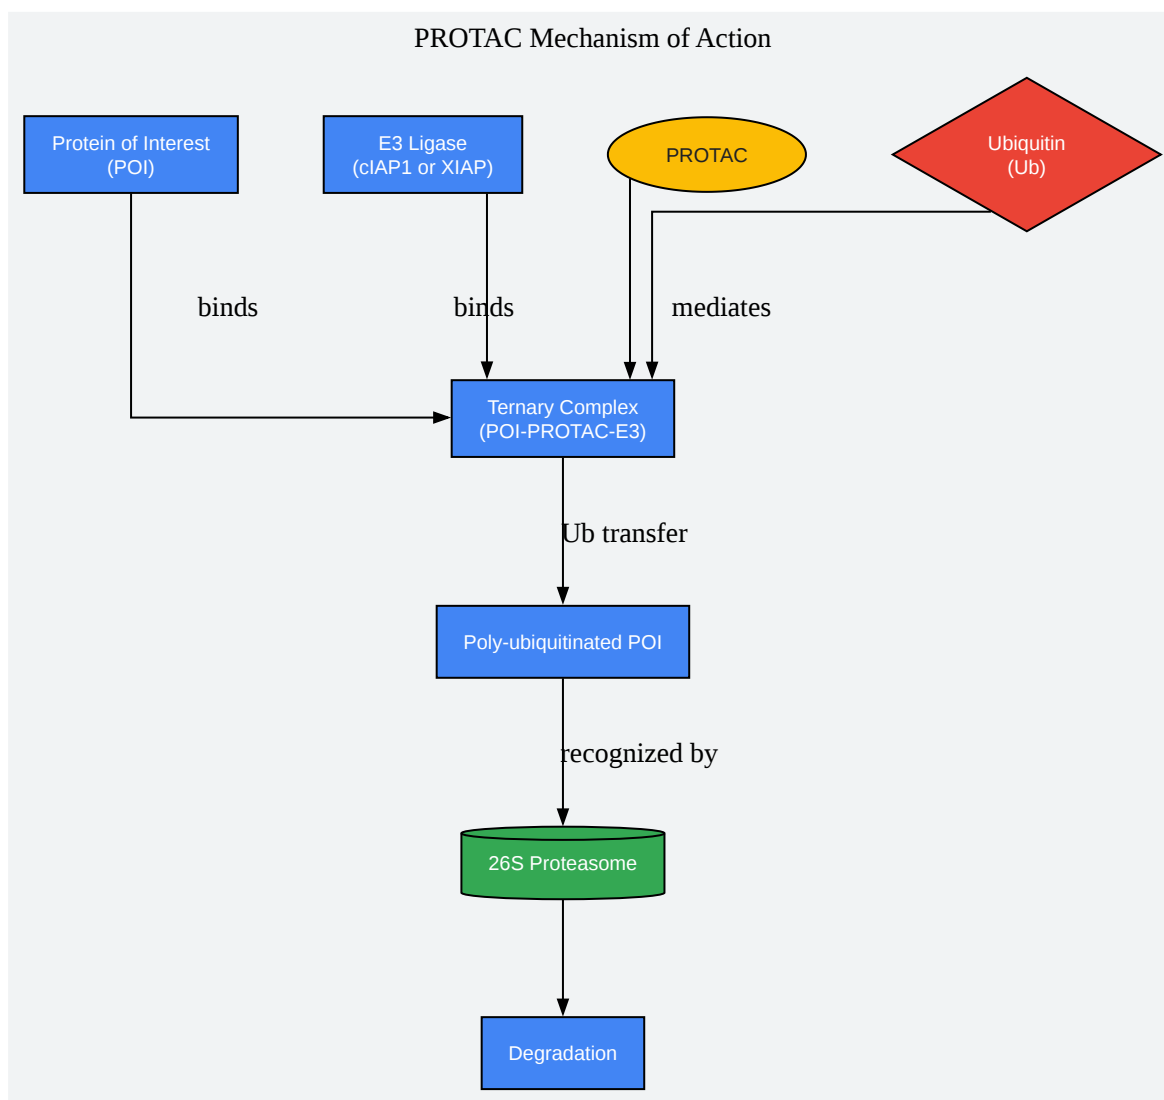 PROTAC Mechanism of Action
Protein of Interest
(POI)
E3 Ligase
(cIAP1 or XIAP)
PROTAC
Ubiquitin
(Ub)
binds
binds
mediates
Ternary Complex
(POI-PROTAC-E3)
Ub transfer
Poly-ubiquitinated POI
recognized by
26S Proteasome
Degradation